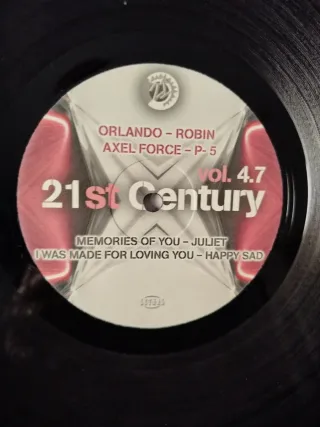 ORLANDO – ROBIN
AXEL FORCE – P- 5
vol. 4.7
21st Century
MEMORIES OF YOU – JULIET
I WAS MADE FOR LOVING YOU – HAPPY SAD